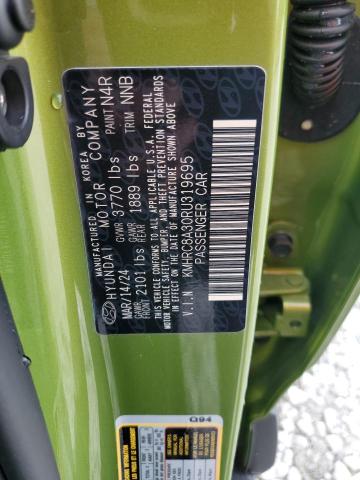 MADE IN KOREA BY
HYUNDAI MOTOR COMPANY
MAR/14/24 GVWR 3770 lbs PAINT N4R
GAWR FRONT 2101 lbs GAWR REAR 1889 lbs TRIM NNB
THIS VEHICLE CONFORMS TO ALL APPLICABLE U.S.A. FEDERAL
MOTOR VEHICLE SAFETY, BUMPER, AND THEFT PREVENTION STANDARDS
IN EFFECT ON THE DATE OF MANUFACTURE SHOWN ABOVE.
V.I.N KMHRC8A30RU319695
PASSENGER CAR
Q94